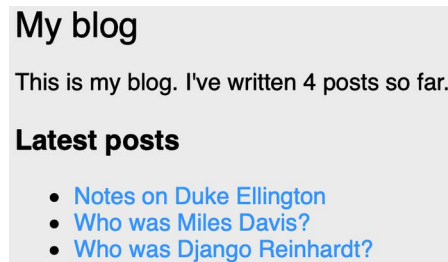 My blog
This is my blog. I've written 4 posts so far.
Latest posts
Notes on Duke Ellington
Who was Miles Davis?
Who was Django Reinhardt?